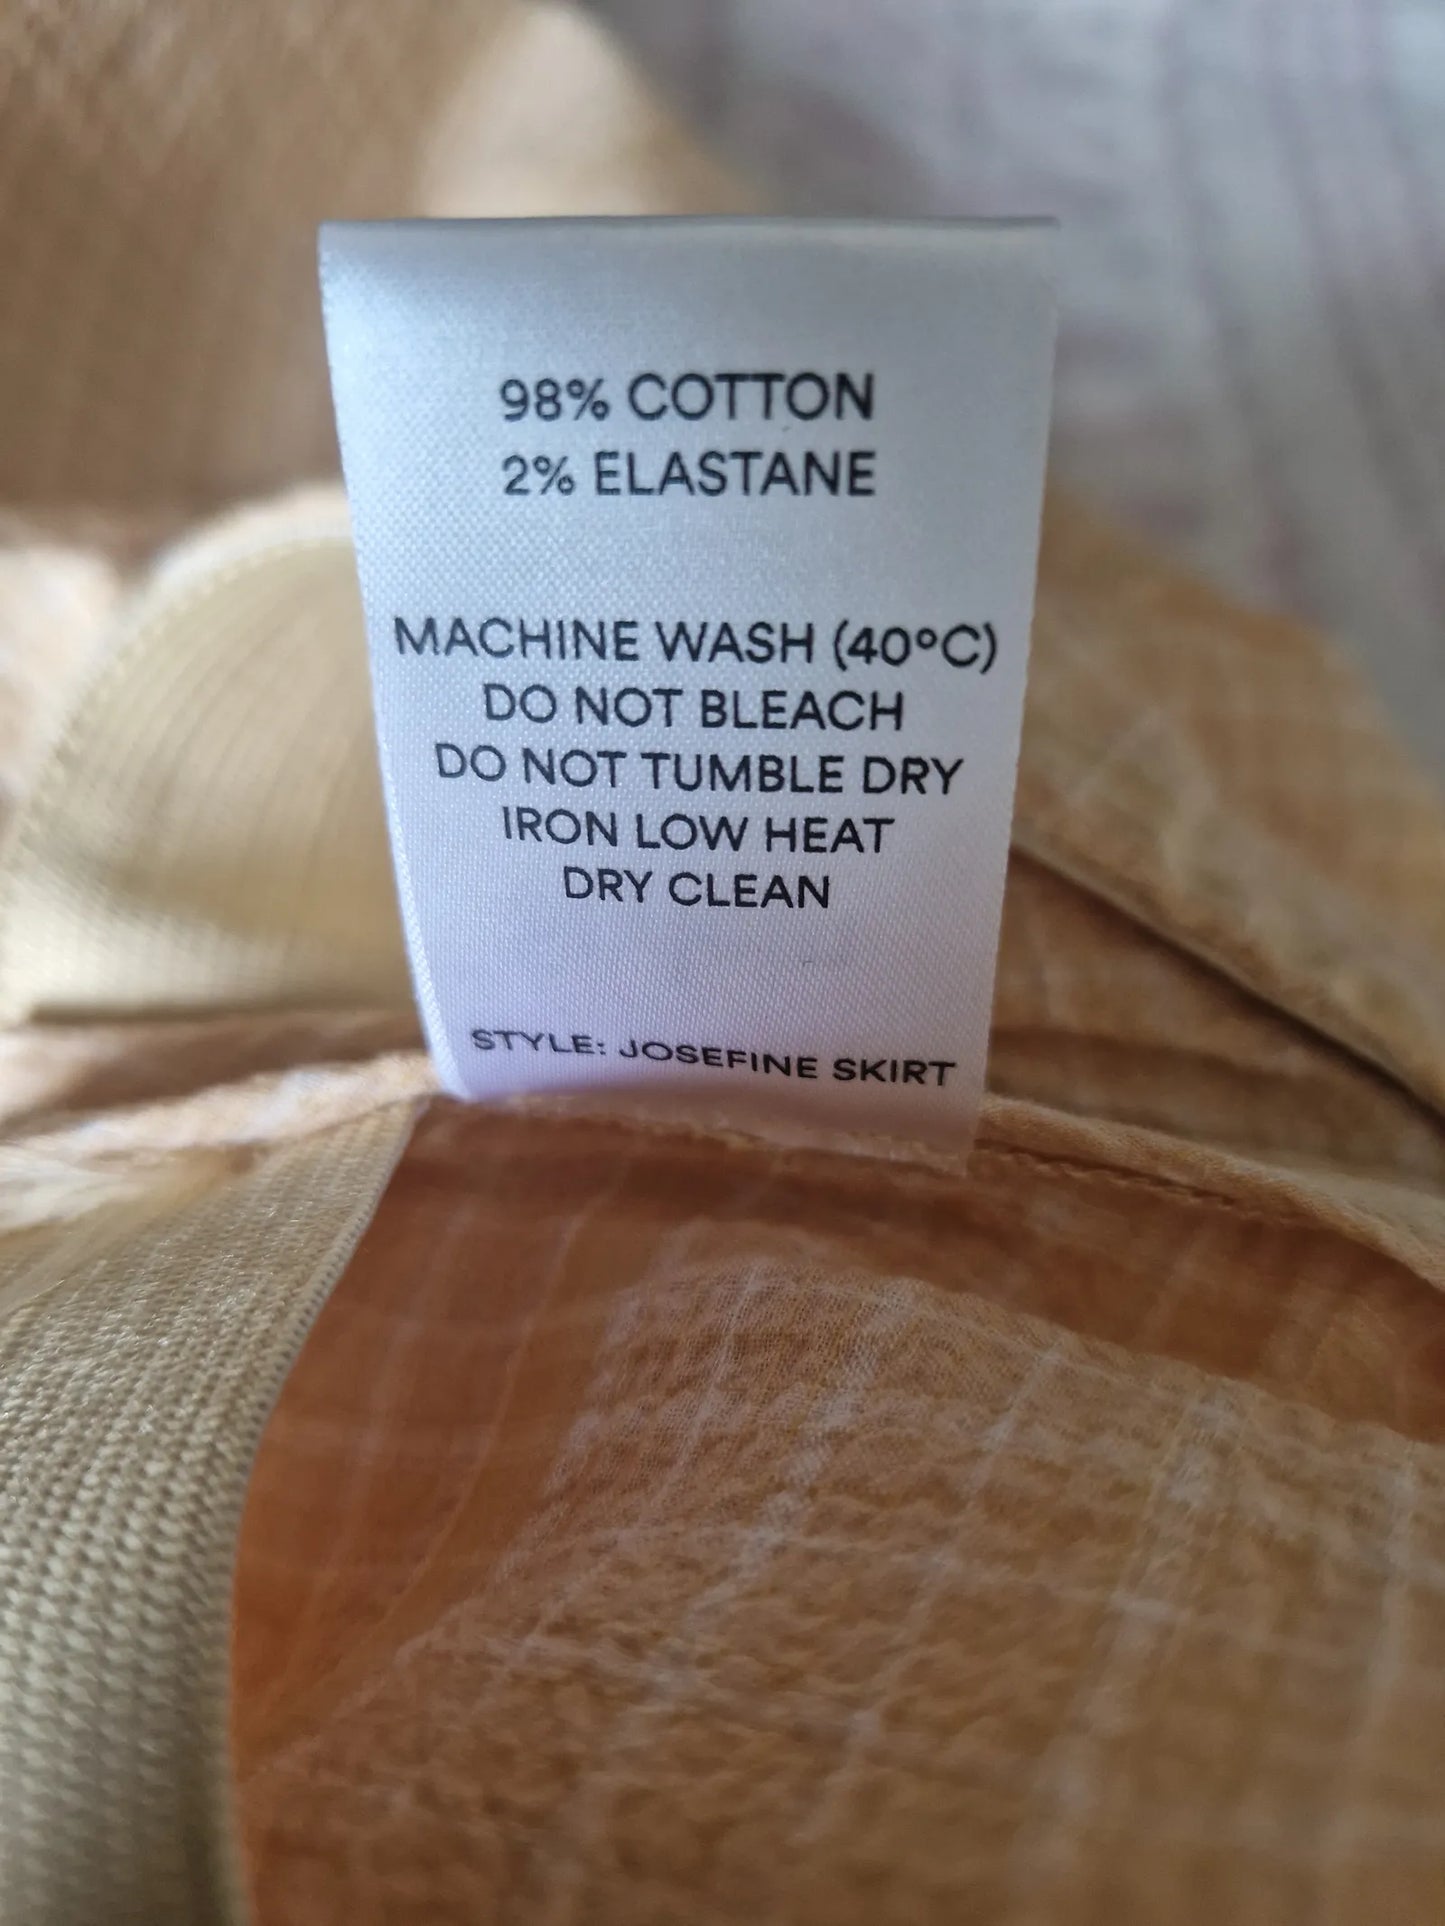 98% COTTON
2% ELASTANE
MACHINE WASH (40°C)
DO NOT BLEACH
DO NOT TUMBLE DRY
IRON LOW HEAT
DRY CLEAN
STYLE: JOSEFINE SKIRT